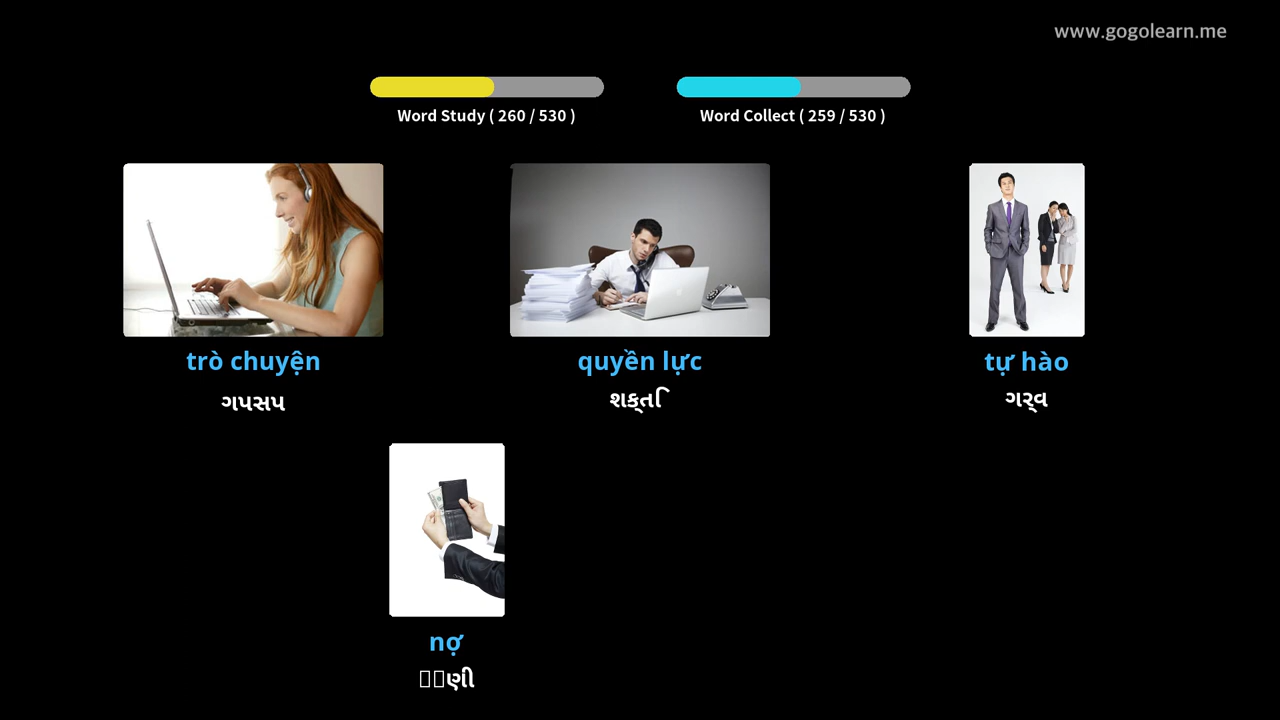 www.gogolearn.me
Word Study ( 260 / 530 )
Word Collect ( 259 / 530 )
trò chuyện
quyền lực
tự hào
ગપસપ
શક્તિ
ગર્વ
nợ